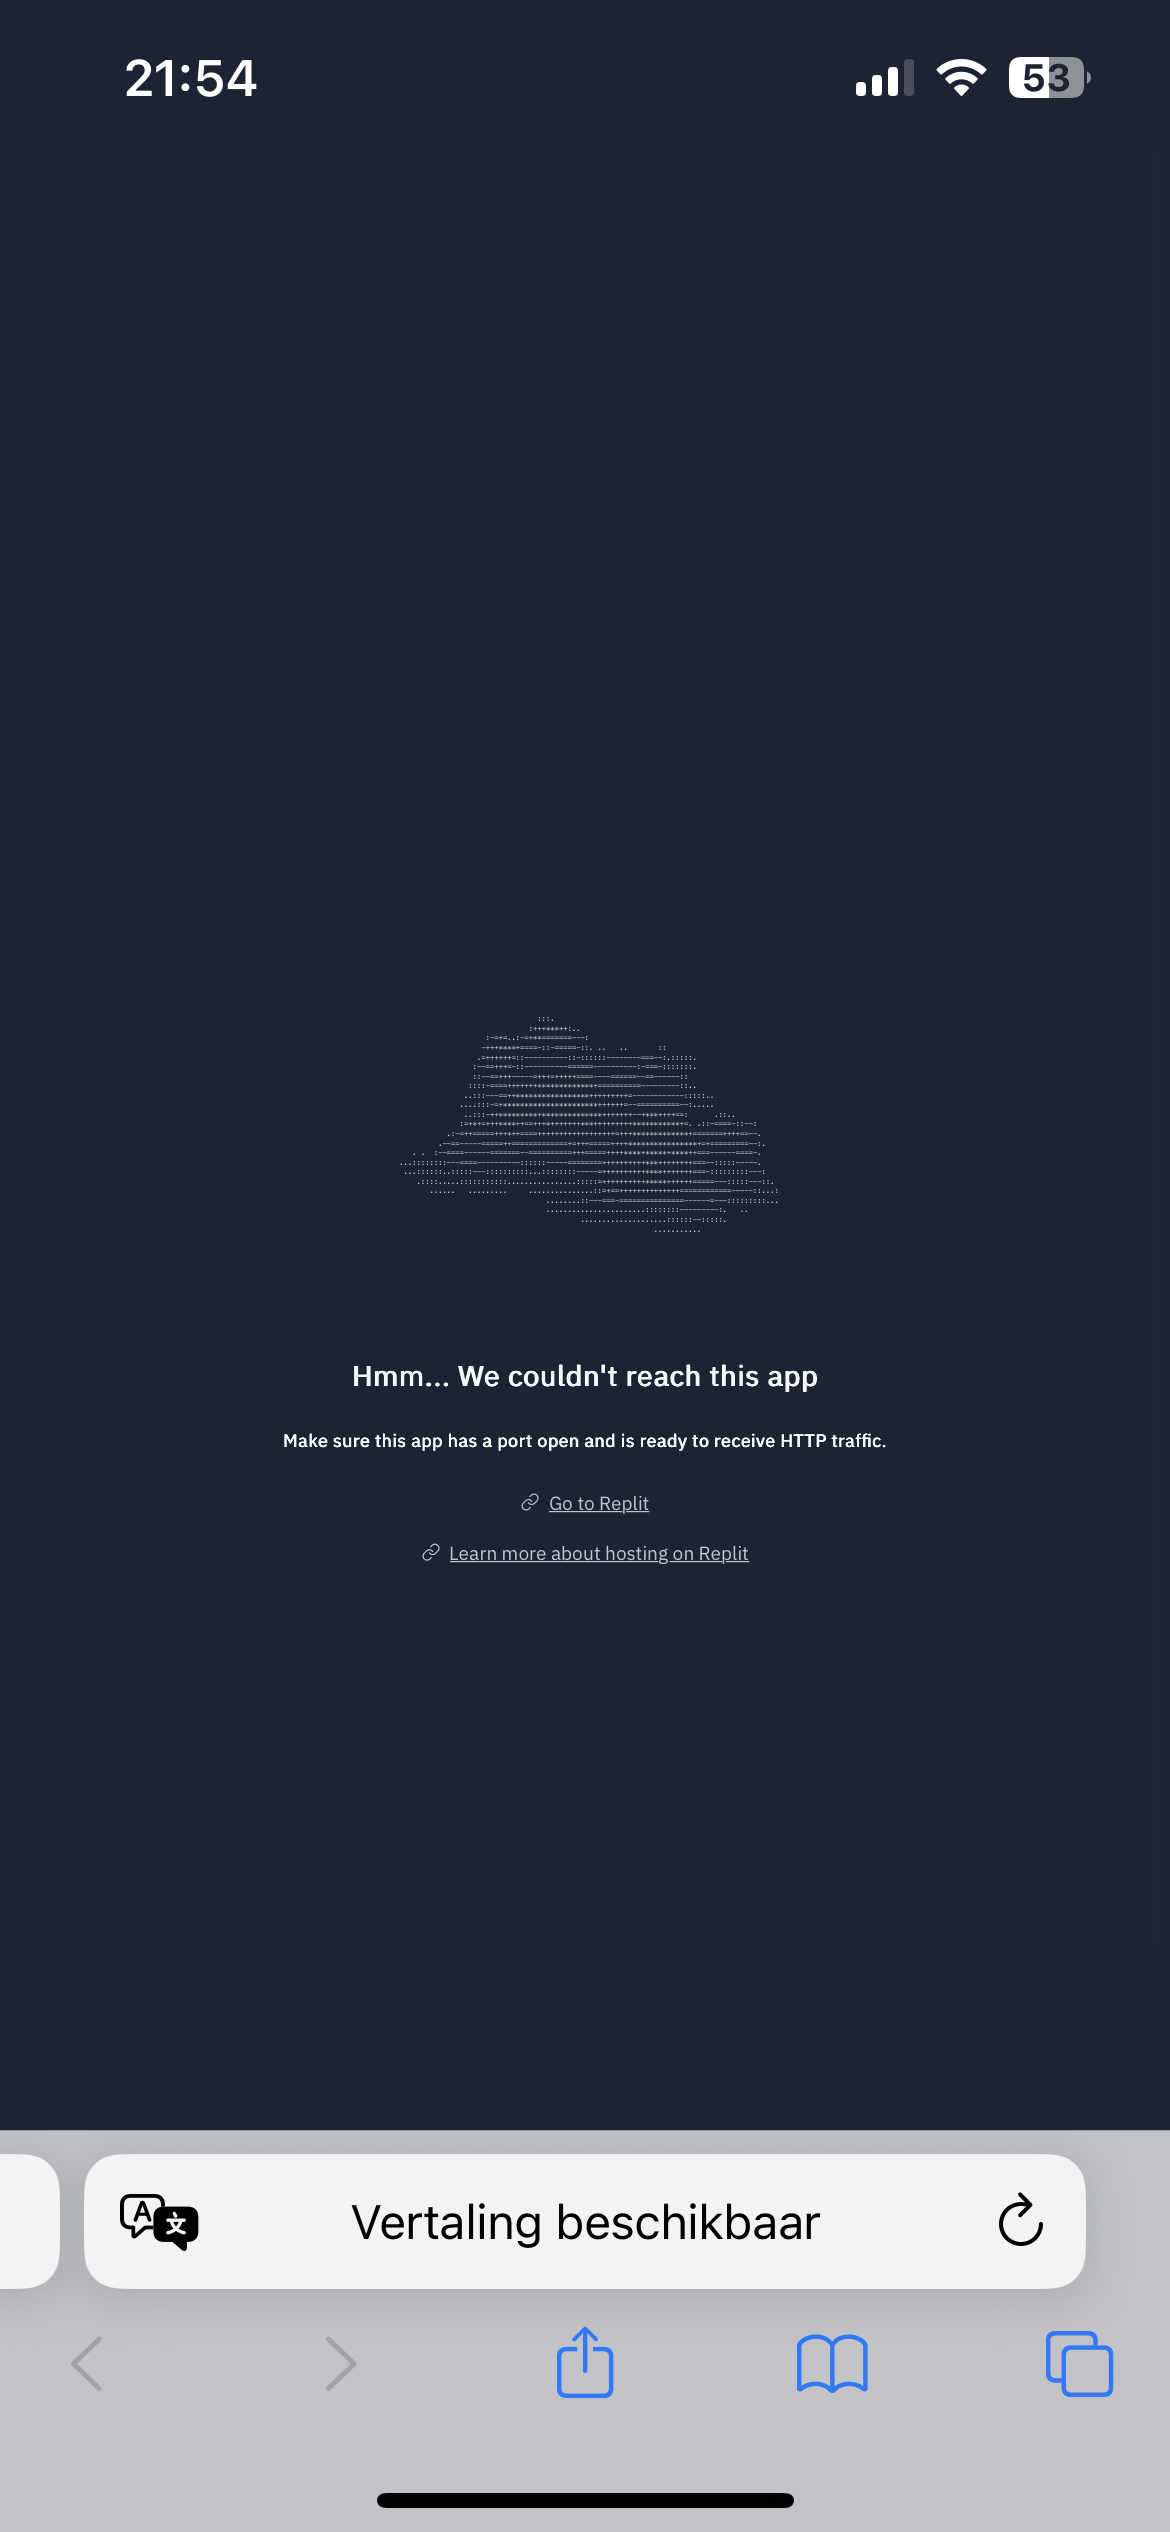 21:54
53
Hmm... We couldn't reach this app
Make sure this app has a port open and is ready to receive HTTP traffic.
Go to Replit
Learn more about hosting on Replit
A 文
Vertaling beschikbaar